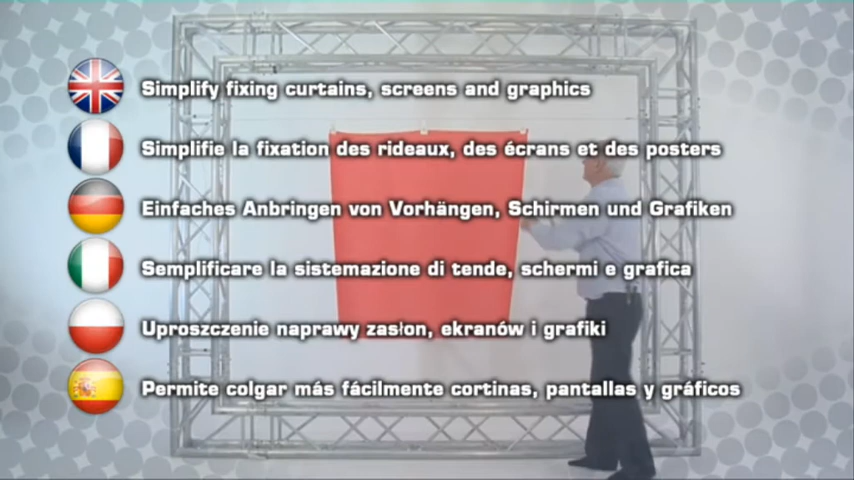 Simplify fixing curtains, screens and graphics
Simplifie la fixation des rideaux, des écrans et des posters
Einfaches Anbringen von Vorhängen, Schirmen und Grafiken
Semplificare la sistemazione di tende, schermi e grafica
Uproszczenie naprawy zasłon, ekranów i grafiki
Permite colgar más fácilmente cortinas, pantallas y gráficos